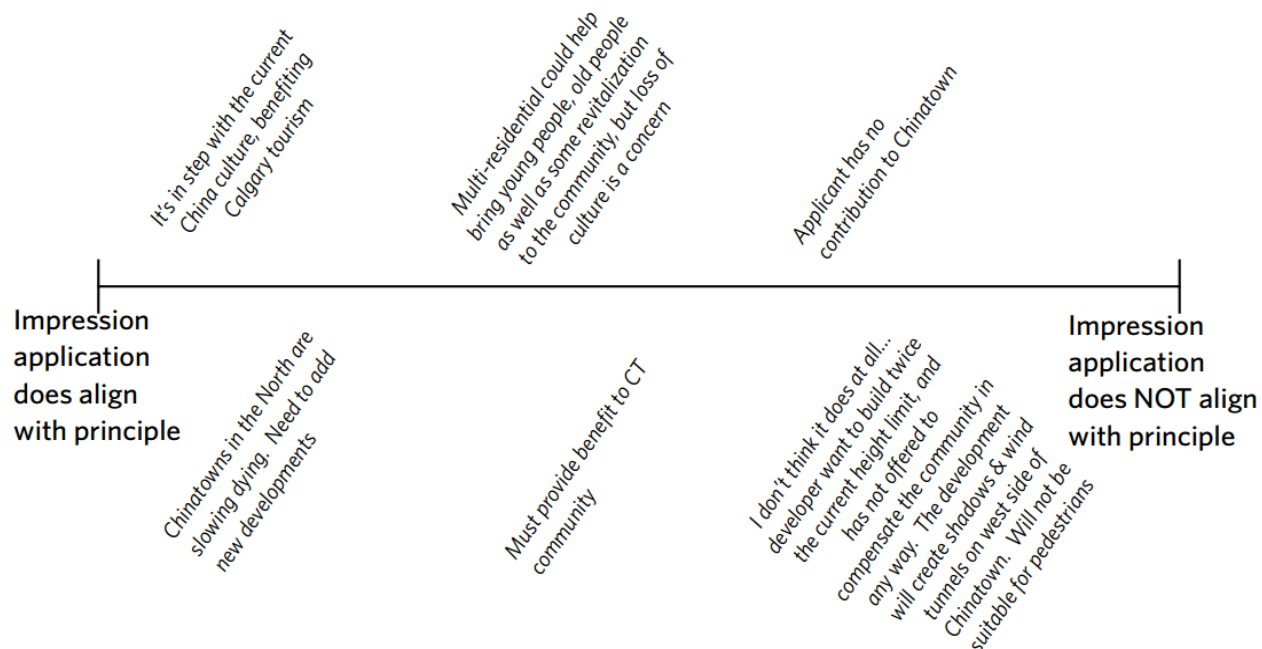 It's in step with the current
China culture, benefiting
Calgary tourism
Multi-residential could help
bring young people, old people
as well as some revitalization
to the community, but loss of
culture is a concern
Applicant has no
contribution to Chinatown
Impression
application
does align
with principle
Impression
application
does NOT align
with principle
Chinatowns in the North are
slowing dying. Need to add
new developments
Must provide benefit to CT
community
I don't think it does at all...
developer want to build twice
the current height limit, and
has not offered to
compensate the community in
any way. The development
will create shadows & wind
tunnels on west side of
Chinatown. Will not be
suitable for pedestrians